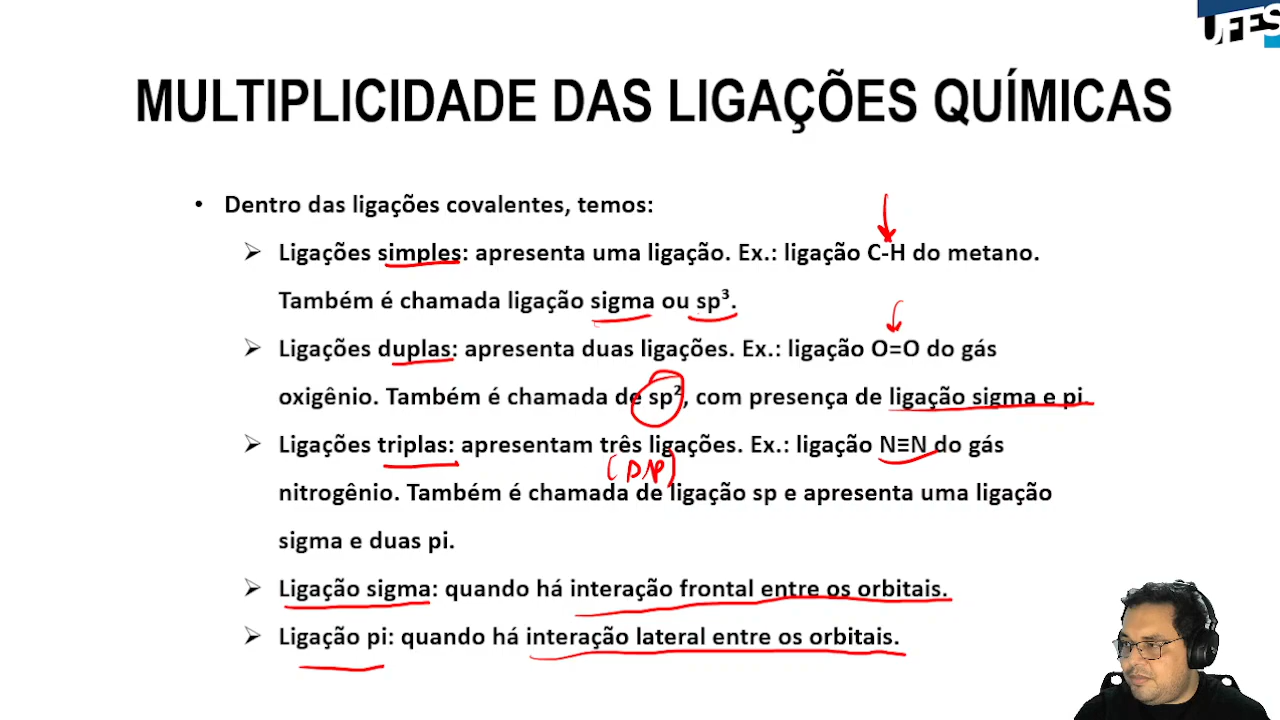 UFES
MULTIPLICIDADE DAS LIGAÇÕES QUÍMICAS
• Dentro das ligações covalentes, temos:
➢ Ligações simples: apresenta uma ligação. Ex.: ligação C-H do metano.
Também é chamada ligação sigma ou sp³.
➢ Ligações duplas: apresenta duas ligações. Ex.: ligação O=O do gás
oxigênio. Também é chamada de sp², com presença de ligação sigma e pi.
➢ Ligações triplas: apresentam três ligações. Ex.: ligação N≡N do gás
nitrogênio. Também é chamada de ligação sp e apresenta uma ligação
sigma e duas pi.
➢ Ligação sigma: quando há interação frontal entre os orbitais.
➢ Ligação pi: quando há interação lateral entre os orbitais.